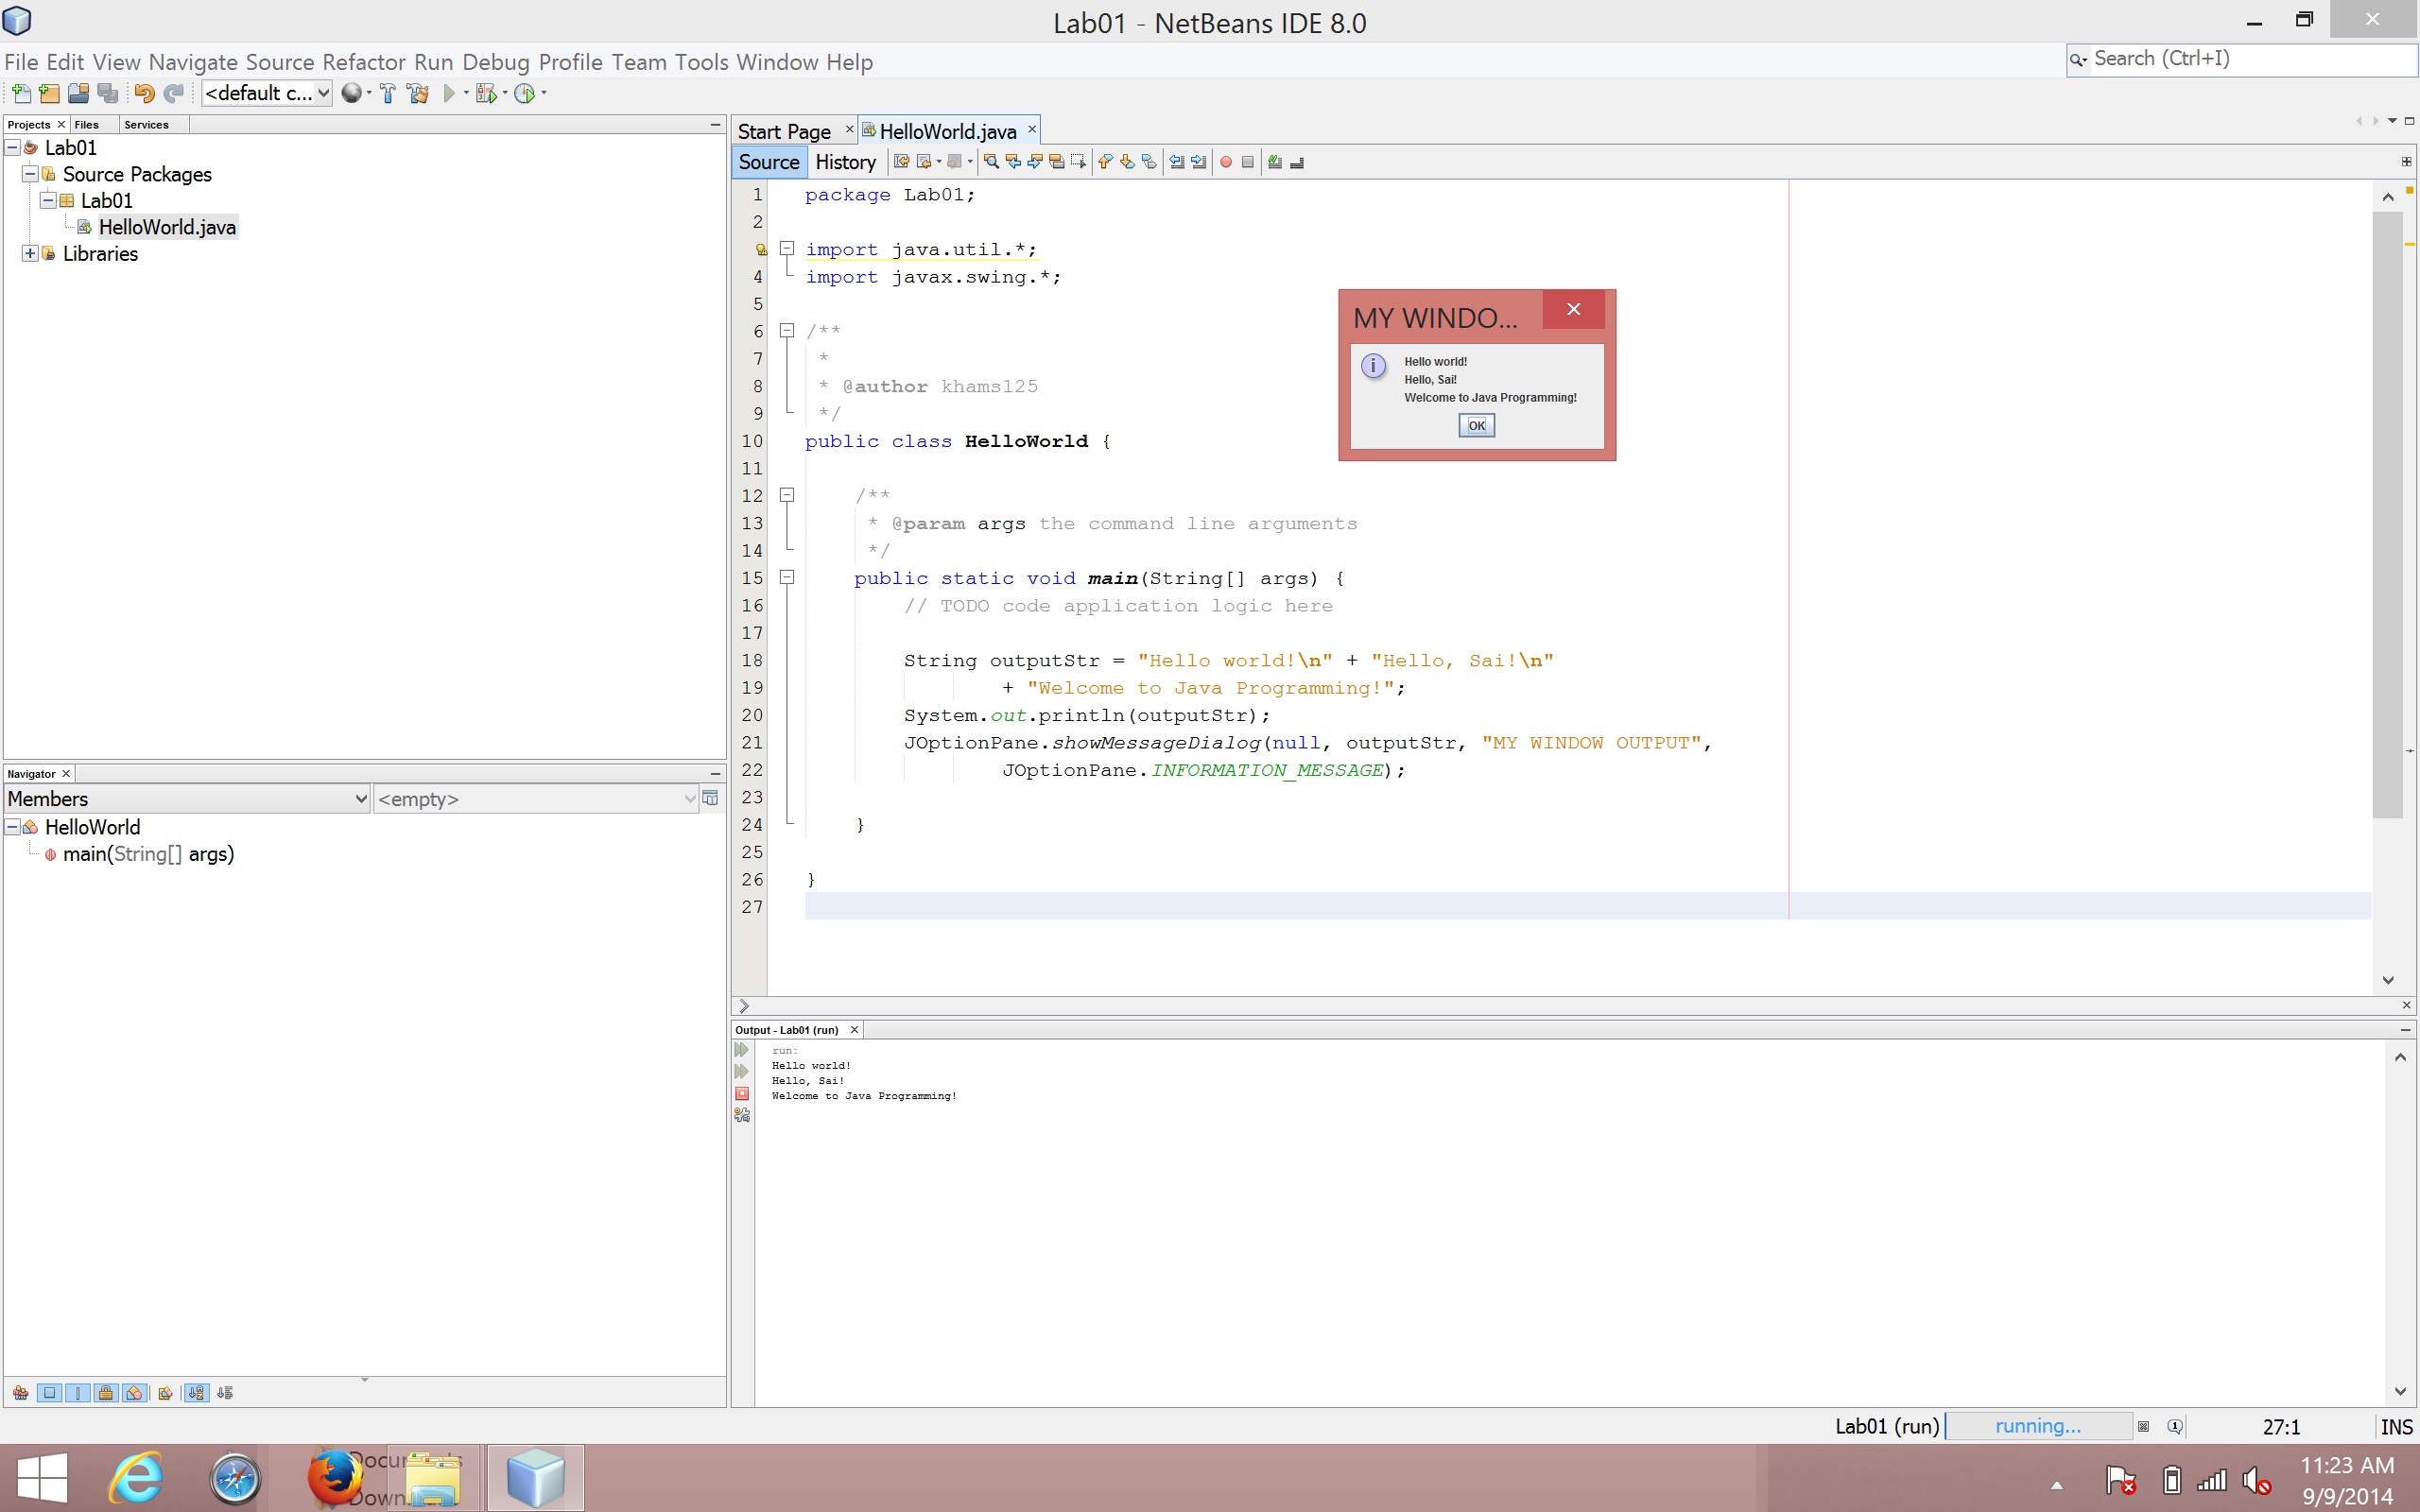 Lab01 - NetBeans IDE 8.0
File Edit View Navigate Source Refactor Run Debug Profile Team Tools Window Help
Search (Ctrl+I)
<default c...
Projects Files Services
Lab01
Source Packages
Lab01
HelloWorld.java
Libraries
Start Page HelloWorld.java
Source History
1 package Lab01;
2
import java.util.*;
4 import javax.swing.*;
5
6 /**
7 *
8 * @author khams125
9 */
10 public class HelloWorld {
11
12 /**
13 * @param args the command line arguments
14 */
15 public static void main(String[] args) {
16 // TODO code application logic here
17
18 String outputStr = "Hello world!\n" + "Hello, Sai!\n"
19 + "Welcome to Java Programming!";
20 System.out.println(outputStr);
21 JOptionPane.showMessageDialog(null, outputStr, "MY WINDOW OUTPUT",
22 JOptionPane.INFORMATION_MESSAGE);
23
24 }
25
26 }
27
MY WINDO...
Hello world!
Hello, Sai!
Welcome to Java Programming!
OK
Navigator
Members <empty>
HelloWorld
main(String[] args)
Output - Lab01 (run)
run:
Hello world!
Hello, Sai!
Welcome to Java Programming!
Lab01 (run) running... 27:1 INS
11:23 AM
9/9/2014